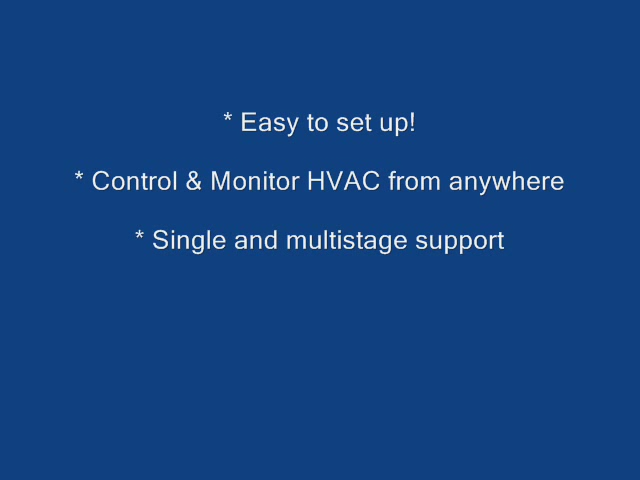 * Easy to set up!
* Control & Monitor HVAC from anywhere
* Single and multistage support